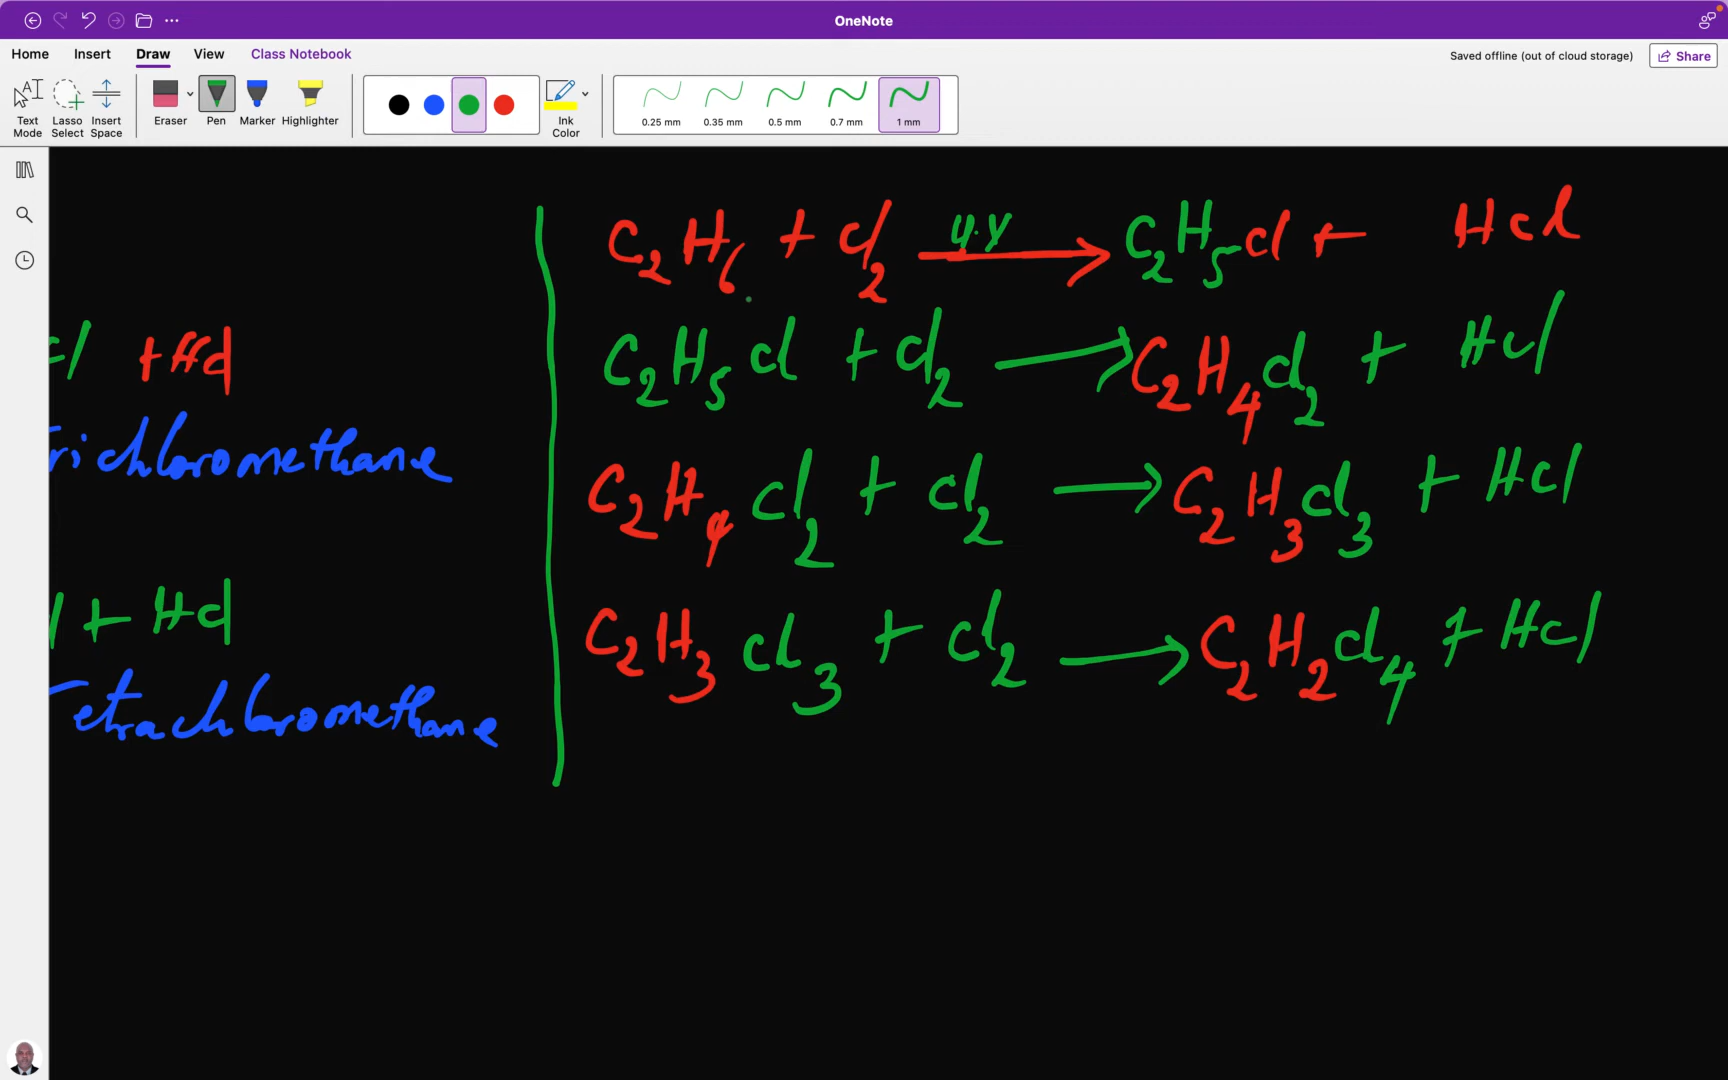 OneNote
Home Insert Draw View Class Notebook
Saved offline (out of cloud storage) Share
Text Mode
Lasso Select
Insert Space
Eraser
Pen
Marker
Highlighter
Ink Color
0.25 mm
0.35 mm
0.5 mm
0.7 mm
1 mm
+ HCl
richloromethane
+ HCl
Tetrachloromethane
C₂H₆ + Cl₂ → C₂H₅Cl + HCl
C₂H₅Cl + Cl₂ → C₂H₄Cl₂ + HCl
C₂H₄Cl₂ + Cl₂ → C₂H₃Cl₃ + HCl
C₂H₃Cl₃ + Cl₂ → C₂H₂Cl₄ + HCl